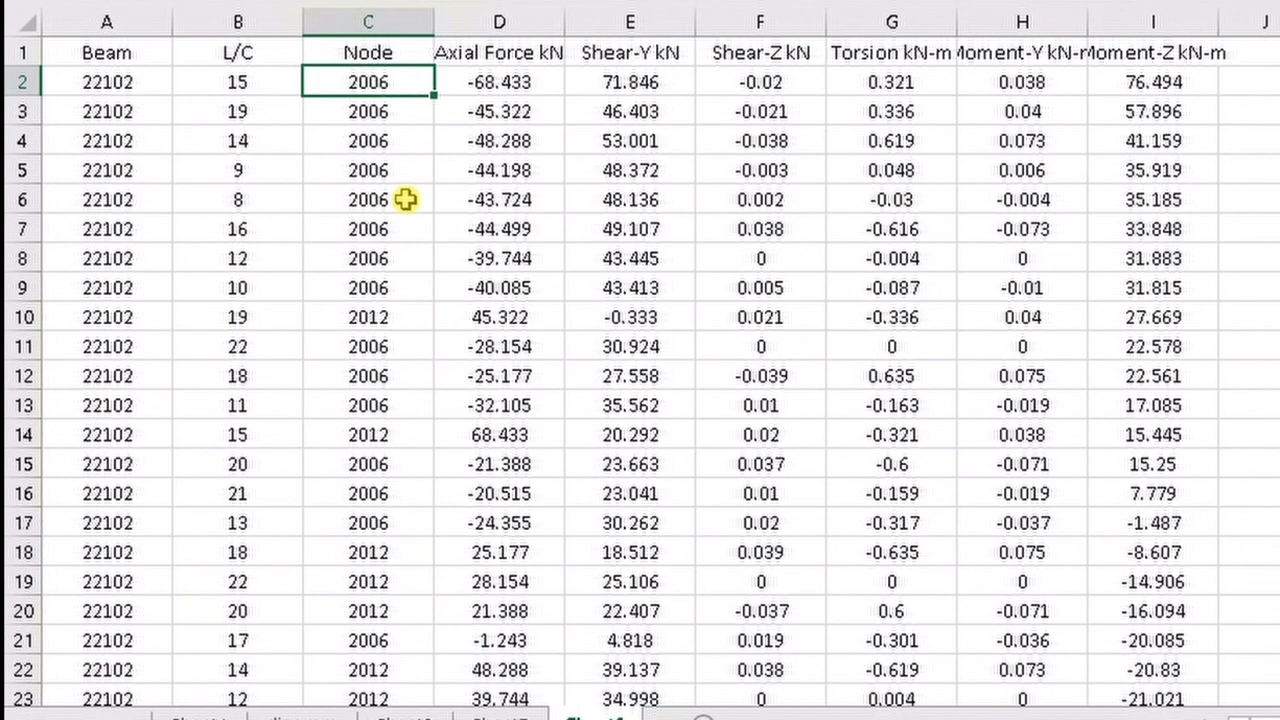 A B C D E F G H I J
1 Beam L/C Node Axial Force kN Shear-Y kN Shear-Z kN Torsion kN-m Moment-Y kN-m Moment-Z kN-m
2 22102 15 2006 -68.433 71.846 -0.02 0.321 0.038 76.494
3 22102 19 2006 -45.322 46.403 -0.021 0.336 0.04 57.896
4 22102 14 2006 -48.288 53.001 -0.038 0.619 0.073 41.159
5 22102 9 2006 -44.198 48.372 -0.003 0.048 0.006 35.919
6 22102 8 2006 -43.724 48.136 0.002 -0.03 -0.004 35.185
7 22102 16 2006 -44.499 49.107 0.038 -0.616 -0.073 33.848
8 22102 12 2006 -39.744 43.445 0 -0.004 0 31.883
9 22102 10 2006 -40.085 43.413 0.005 -0.087 -0.01 31.815
10 22102 19 2012 45.322 -0.333 0.021 -0.336 0.04 27.669
11 22102 22 2006 -28.154 30.924 0 0 0 22.578
12 22102 18 2006 -25.177 27.558 -0.039 0.635 0.075 22.561
13 22102 11 2006 -32.105 35.562 0.01 -0.163 -0.019 17.085
14 22102 15 2012 68.433 20.292 0.02 -0.321 0.038 15.445
15 22102 20 2006 -21.388 23.663 0.037 -0.6 -0.071 15.25
16 22102 21 2006 -20.515 23.041 0.01 -0.159 -0.019 7.779
17 22102 13 2006 -24.355 30.262 0.02 -0.317 -0.037 -1.487
18 22102 18 2012 25.177 18.512 0.039 -0.635 0.075 -8.607
19 22102 22 2012 28.154 25.106 0 0 0 -14.906
20 22102 20 2012 21.388 22.407 -0.037 0.6 -0.071 -16.094
21 22102 17 2006 -1.243 4.818 0.019 -0.301 -0.036 -20.085
22 22102 14 2012 48.288 39.137 0.038 -0.619 0.073 -20.83
23 22102 12 2012 39.744 34.998 0 0.004 0 -21.021